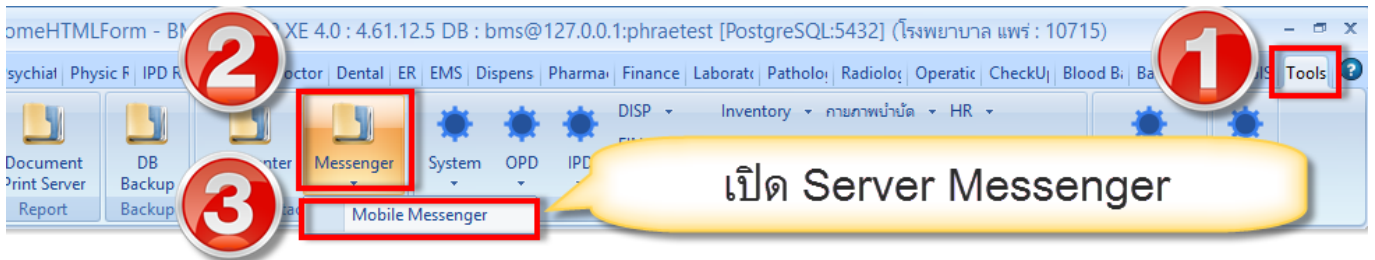 omeHTMLForm - BM XE 4.0 : 4.61.12.5 DB : bms@127.0.0.1:phraetest [PostgreSQL:5432] (โรงพยาบาล แพร่ : 10715)
1
2
sychiat Physic F IPD R octor Dental ER EMS Dispens Pharma Finance Laborat Patholo Radiolo Operatic CheckU Blood B Ba IS Tools
DISP Inventory กายภาพบำบัด HR
Document Print Server
DB Backup
nter
Messenger
System
OPD
IPD
Report
Backup
3
Mobile Messenger
เปิด Server Messenger